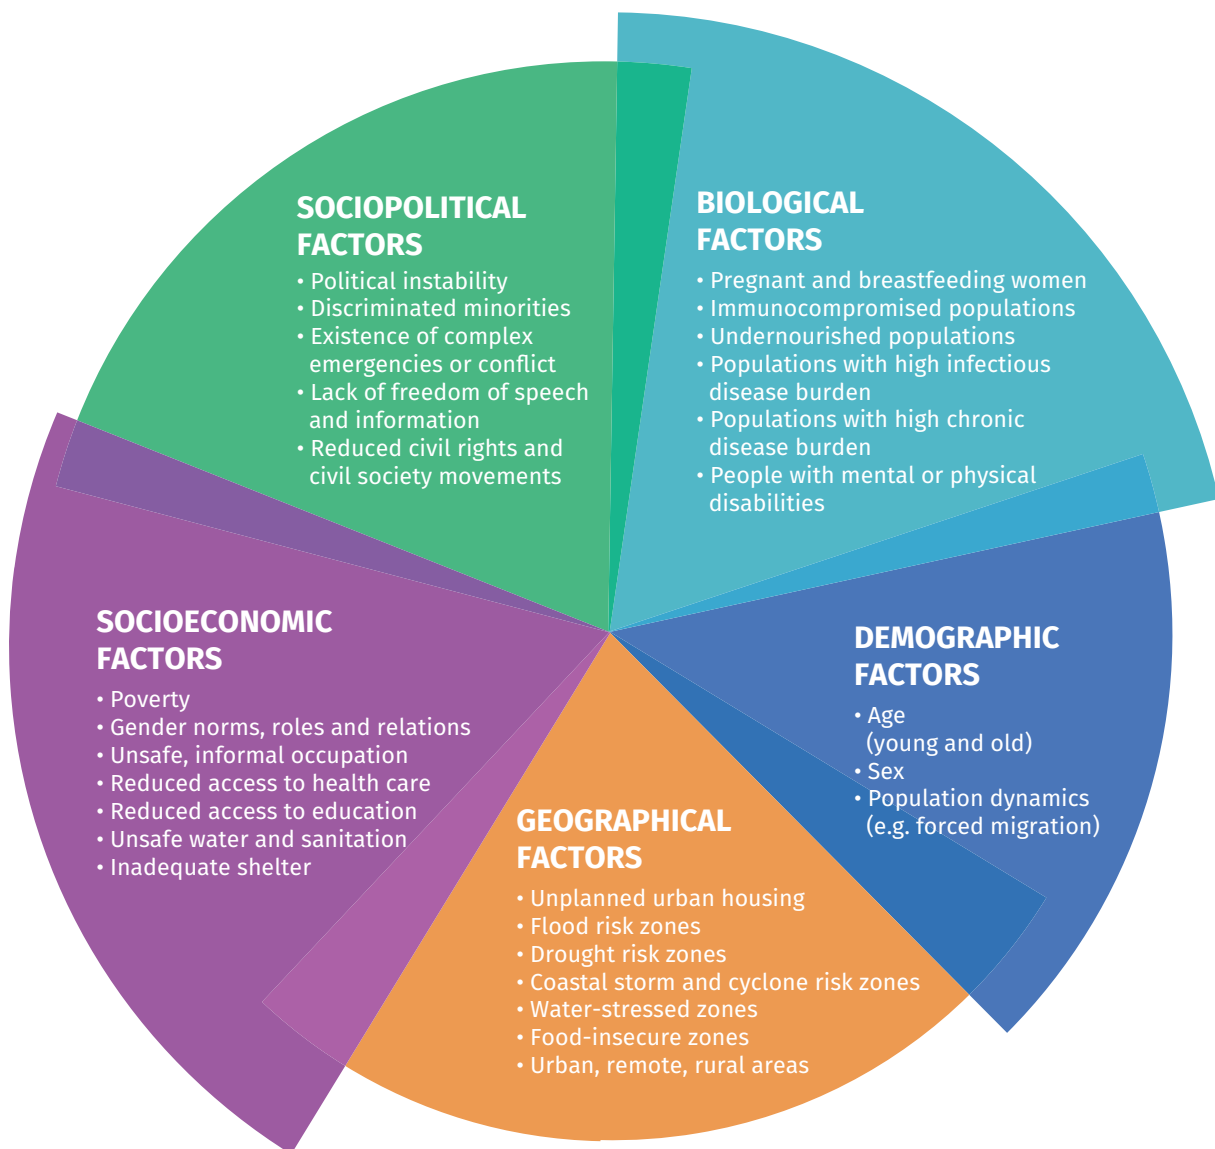 SOCIOPOLITICAL
FACTORS
• Political instability
• Discriminated minorities
• Existence of complex
emergencies or conflict
• Lack of freedom of speech
and information
• Reduced civil rights and
civil society movements
BIOLOGICAL
FACTORS
• Pregnant and breastfeeding women
• Immunocompromised populations
• Undernourished populations
• Populations with high infectious
disease burden
• Populations with high chronic
disease burden
• People with mental or physical
disabilities
SOCIOECONOMIC
FACTORS
• Poverty
• Gender norms, roles and relations
• Unsafe, informal occupation
• Reduced access to health care
• Reduced access to education
• Unsafe water and sanitation
• Inadequate shelter
DEMOGRAPHIC
FACTORS
• Age
(young and old)
• Sex
• Population dynamics
(e.g. forced migration)
GEOGRAPHICAL
FACTORS
• Unplanned urban housing
• Flood risk zones
• Drought risk zones
• Coastal storm and cyclone risk zones
• Water-stressed zones
• Food-insecure zones
• Urban, remote, rural areas